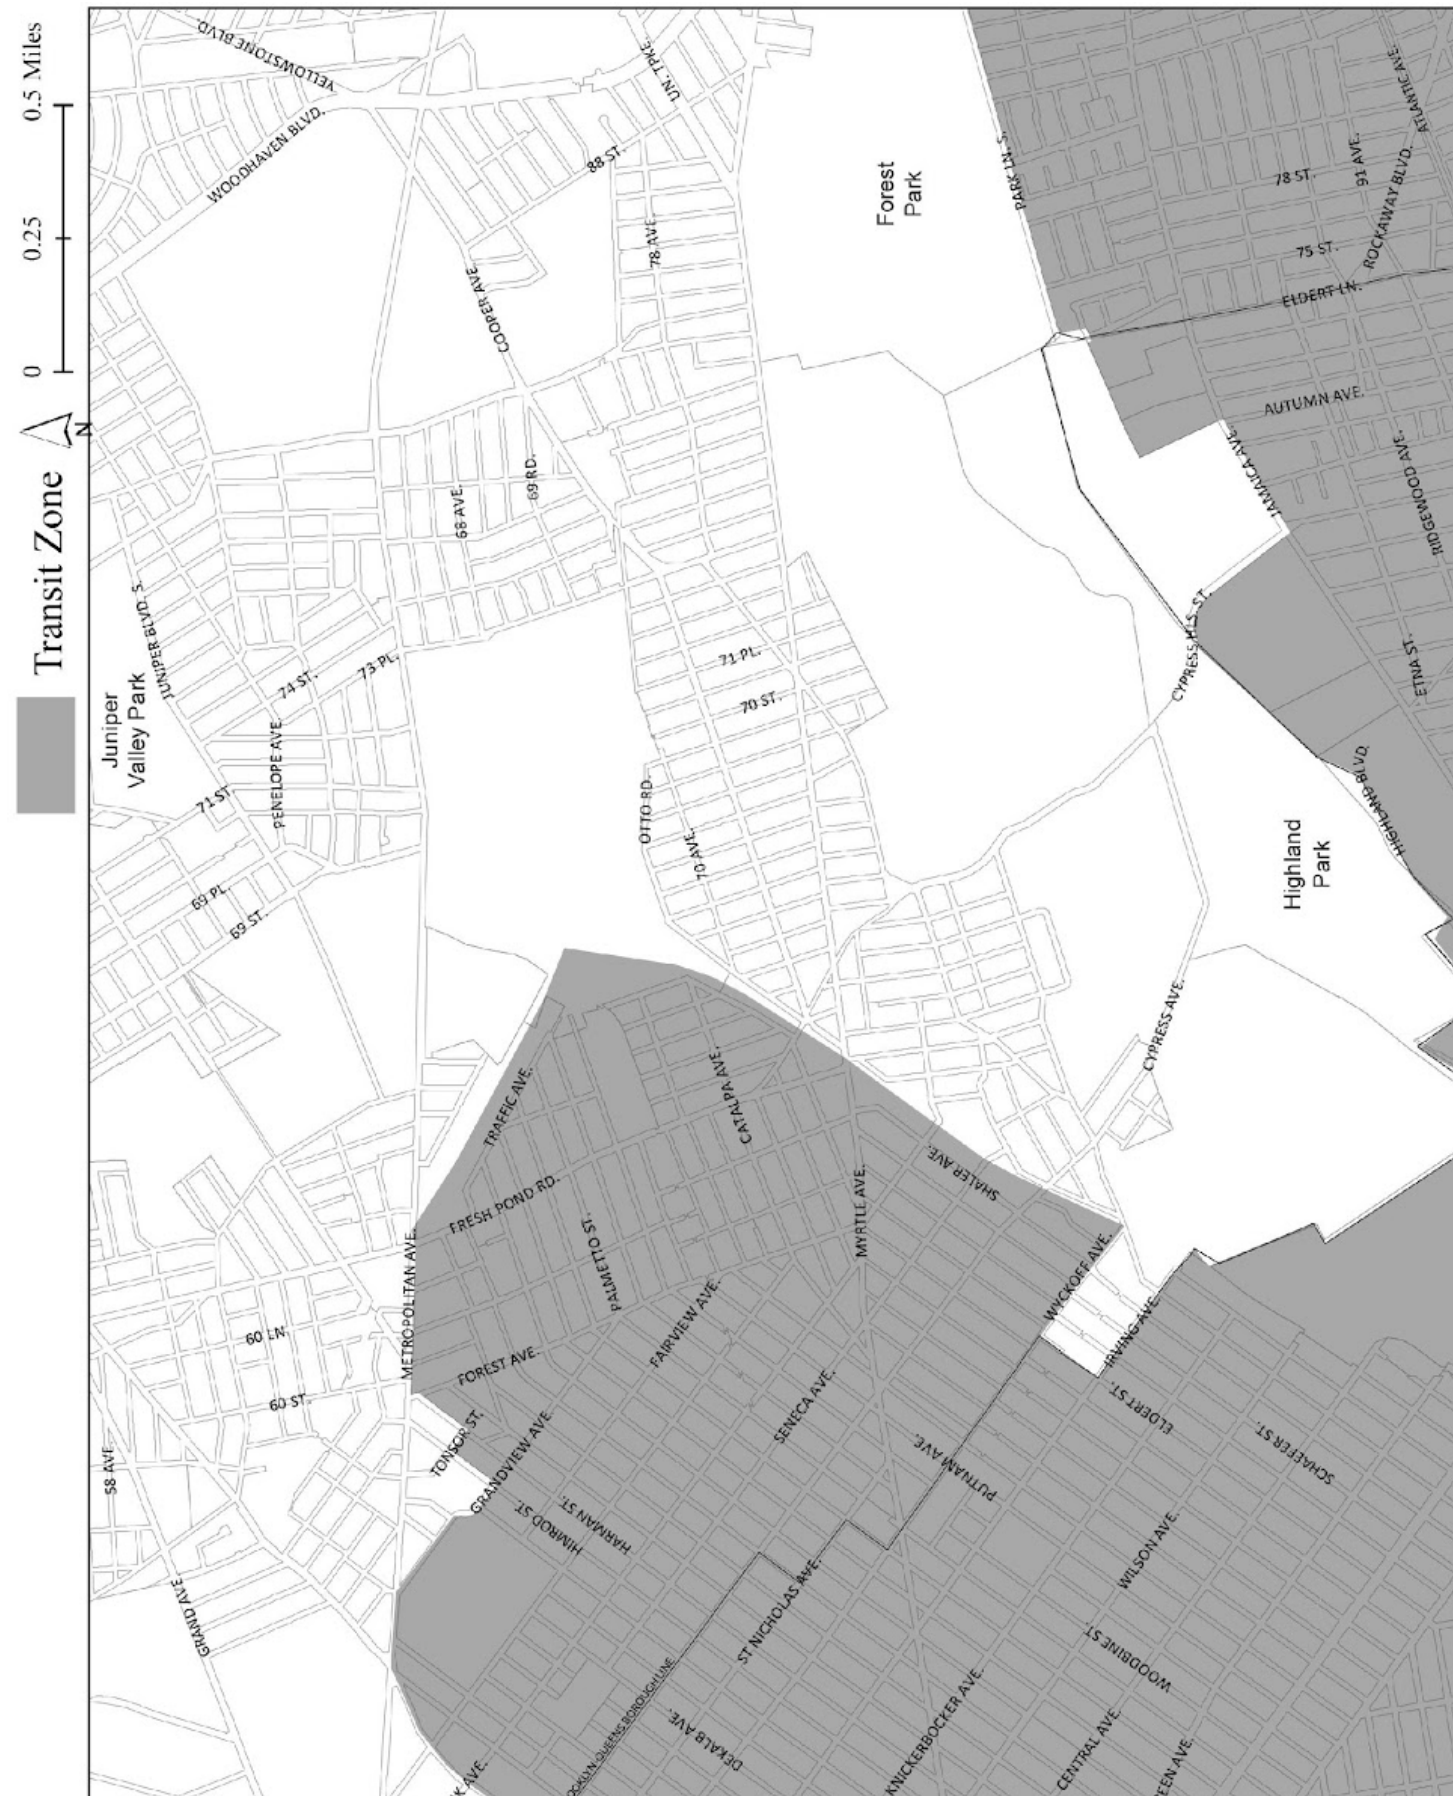 Transit Zone
N
0 0.25 0.5 Miles
YELLOWSTONE BLVD
WOODHAVEN BLVD.
UN. TPKE.
88 ST.
78 AVE.
COOPER AVE.
Forest
Park
PARK LN. S.
ATLANTIC AVE.
91 AVE.
78 ST.
ROCKAWAY BLVD.
75 ST.
ELDERT LN.
AUTUMN AVE.
JAMAICA AVE.
RIDGEWOOD AVE.
ETNA ST.
CYPRESS HLS. ST.
HIGHLAND BLVD.
Highland
Park
CYPRESS AVE.
69 RD.
68 AVE.
JUNIPER BLVD. S.
Juniper
Valley Park
74 ST.
73 PL.
PENELOPE AVE.
71 ST.
69 PL.
69 ST.
71 PL.
70 ST.
OTTO RD.
70 AVE.
TRAFFIC AVE.
CATALPA AVE.
FRESH POND RD.
PALMETTO ST.
MYRTLE AVE.
SHALER AVE.
METROPOLITAN AVE.
60 LN.
60 ST.
58 AVE.
GRAND AVE.
FOREST AVE.
FAIRVIEW AVE.
TONSOR ST.
GRANDVIEW AVE.
HIMROD ST.
HARMAN ST.
SENECA AVE.
PUTNAM AVE.
WYCKOFF AVE.
IRVING AVE.
ELDERT ST.
SCHAEFER ST.
WILSON AVE.
WOODBINE ST.
ST NICHOLAS AVE.
OOKLYN-QUEENS BOROUGH LINE
DEKALB AVE.
KNICKERBOCKER AVE.
CENTRAL AVE.
EEN AVE.
K AVE.